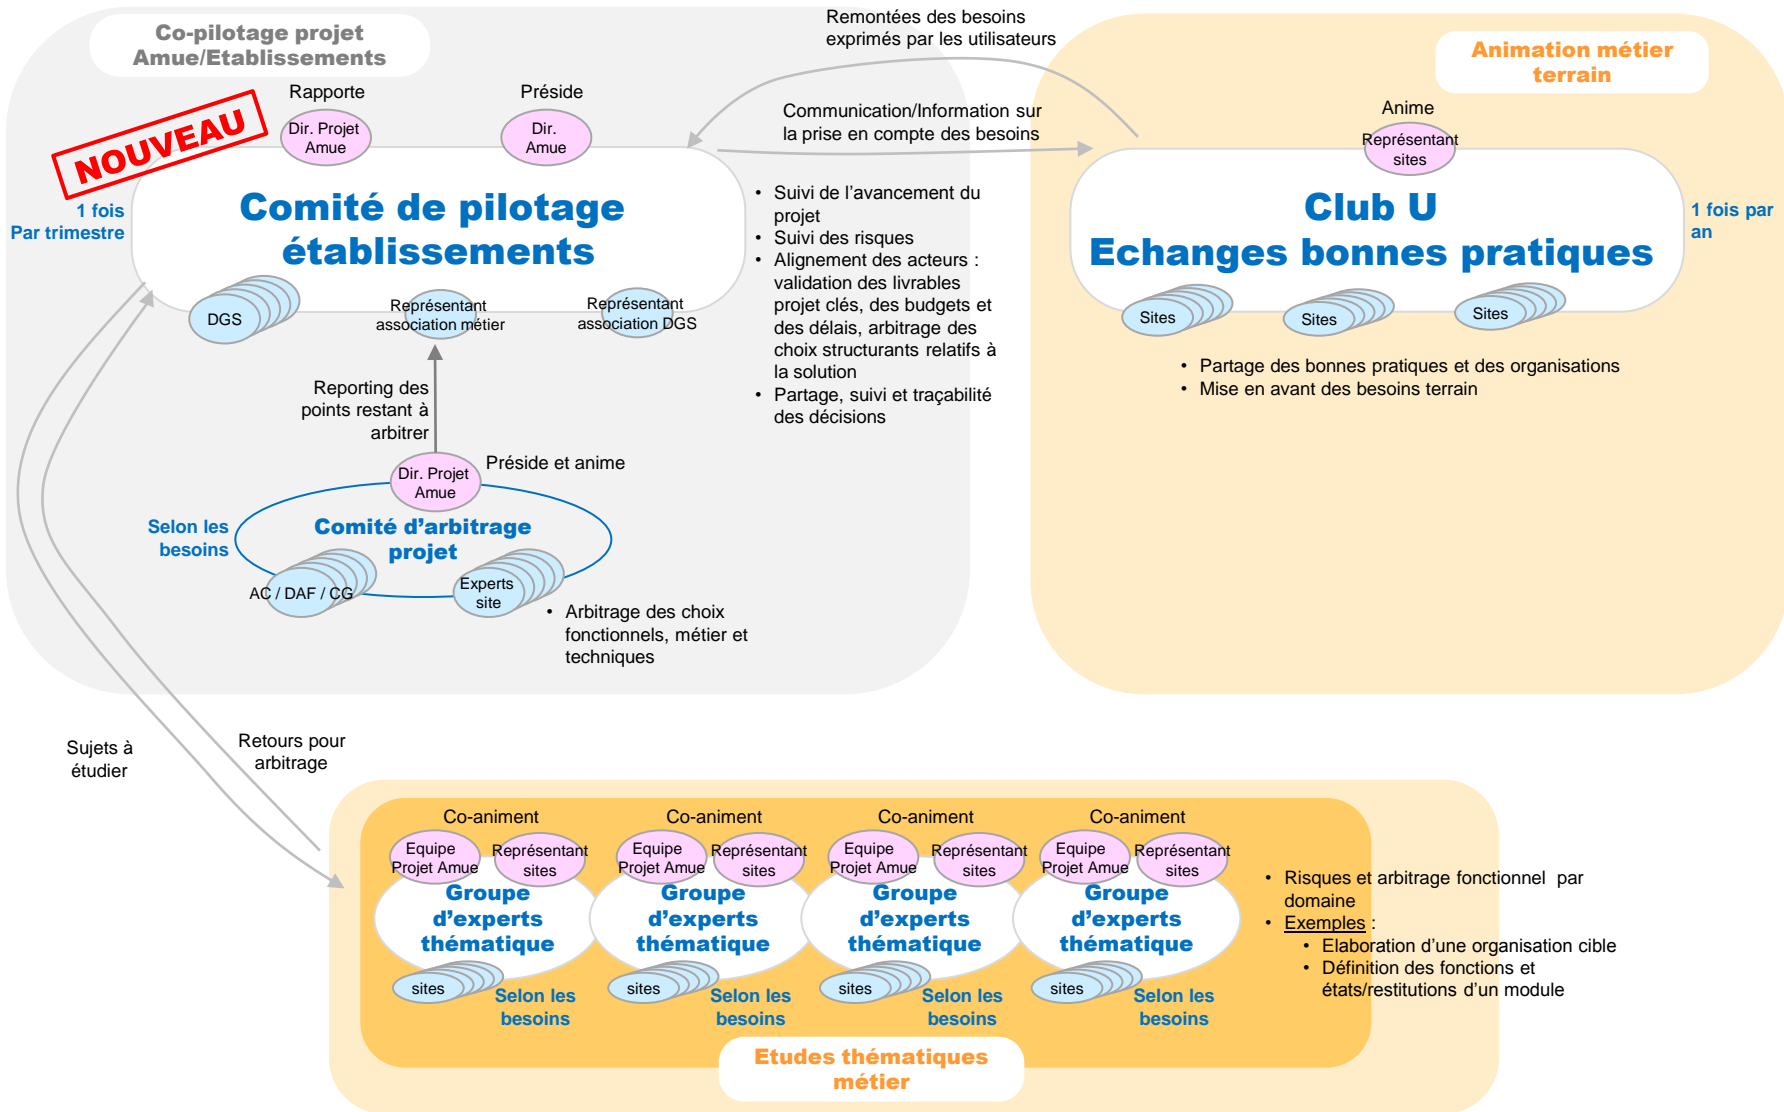 Co-pilotage projet
Amue/Etablissements
Rapporte
Préside
Dir. Projet
Amue
Dir.
Amue
NOUVEAU
1 fois
Par trimestre
Comité de pilotage
établissements
DGS
Représentant
association métier
Représentant
association DGS
Remontées des besoins
exprimés par les utilisateurs
Communication/Information sur
la prise en compte des besoins
• Suivi de l’avancement du
projet
• Suivi des risques
• Alignement des acteurs :
validation des livrables
projet clés, des budgets et
des délais, arbitrage des
choix structurants relatifs à
la solution
• Partage, suivi et traçabilité
des décisions
Reporting des
points restant à
arbitrer
Dir. Projet
Amue
Préside et anime
Selon les
besoins
Comité d’arbitrage
projet
AC / DAF / CG
Experts
site
• Arbitrage des choix
fonctionnels, métier et
techniques
Animation métier
terrain
Anime
Représentant
sites
Club U
Echanges bonnes pratiques
1 fois par
an
Sites
Sites
Sites
• Partage des bonnes pratiques et des organisations
• Mise en avant des besoins terrain
Sujets à
étudier
Retours pour
arbitrage
Co-animent
Equipe
Projet Amue
Représentant
sites
Groupe
d’experts
thématique
sites
Selon les
besoins
Co-animent
Equipe
Projet Amue
Représentant
sites
Groupe
d’experts
thématique
sites
Selon les
besoins
Co-animent
Equipe
Projet Amue
Représentant
sites
Groupe
d’experts
thématique
sites
Selon les
besoins
Co-animent
Equipe
Projet Amue
Représentant
sites
Groupe
d’experts
thématique
sites
Selon les
besoins
• Risques et arbitrage fonctionnel par
domaine
• Exemples :
• Elaboration d’une organisation cible
• Définition des fonctions et
états/restitutions d’un module
Etudes thématiques
métier